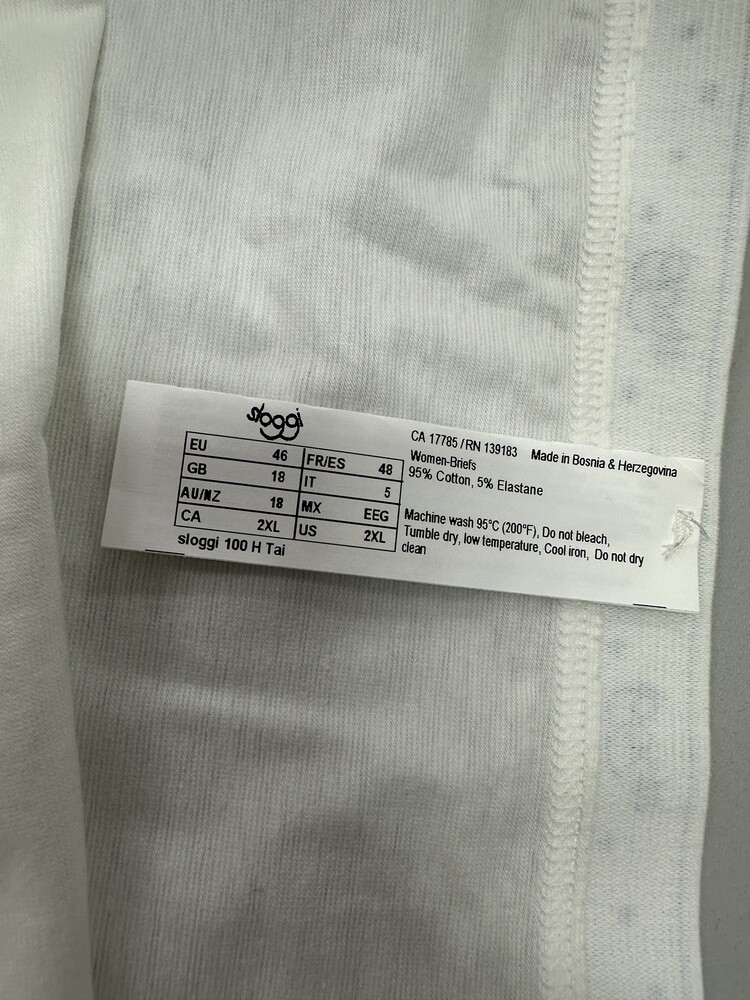 sloggi
EU 46 FR/ES 48
GB 18 IT 5
AU/NZ 18 MX EEG
CA 2XL US 2XL
sloggi 100 H Tai
CA 17785 / RN 139183 Made in Bosnia & Herzegovina
Women-Briefs
95% Cotton, 5% Elastane
Machine wash 95°C (200°F), Do not bleach,
Tumble dry, low temperature, Cool iron, Do not dry
clean